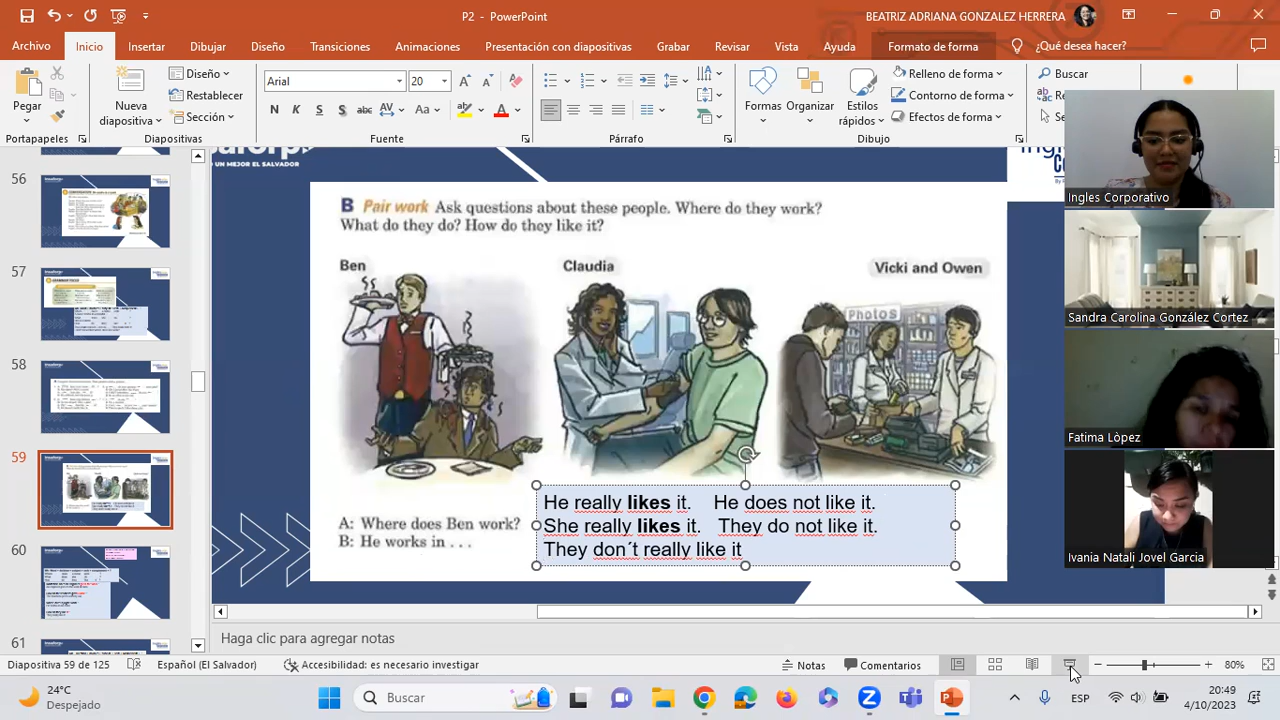 P2 - PowerPoint
BEATRIZ ADRIANA GONZALEZ HERRERA
Archivo
Inicio
Insertar
Dibujar
Diseño
Transiciones
Animaciones
Presentación con diapositivas
Grabar
Revisar
Vista
Ayuda
Formato de forma
¿Qué desea hacer?
Pegar
Portapapeles
Nueva
diapositiva
Diseño
Restablecer
Sección
Diapositivas
Arial
20
N K S S abc AV Aa A
Fuente
Párrafo
Formas
Organizar
Estilos
rápidos
Relleno de forma
Contorno de forma
Efectos de forma
Dibujo
Buscar
Ingles Corporativo
Sandra Carolina González Cortez
Fatima Lòpez
Ivania Natali Jovel Garcia
56
57
58
59
60
61
O UN MEJOR EL SALVADOR
B Pair work Ask questions about these people. Where do they work?
What do they do? How do they like it?
Ben
Claudia
Vicki and Owen
PHOTOS
A: Where does Ben work?
B: He works in . . .
He really likes it. He does not like it.
She really likes it. They do not like it.
They don´t really like it
Haga clic para agregar notas
Diapositiva 59 de 125
Español (El Salvador)
Accesibilidad: es necesario investigar
Notas
Comentarios
80%
24°C
Despejado
Buscar
ESP
20:49
4/10/2023